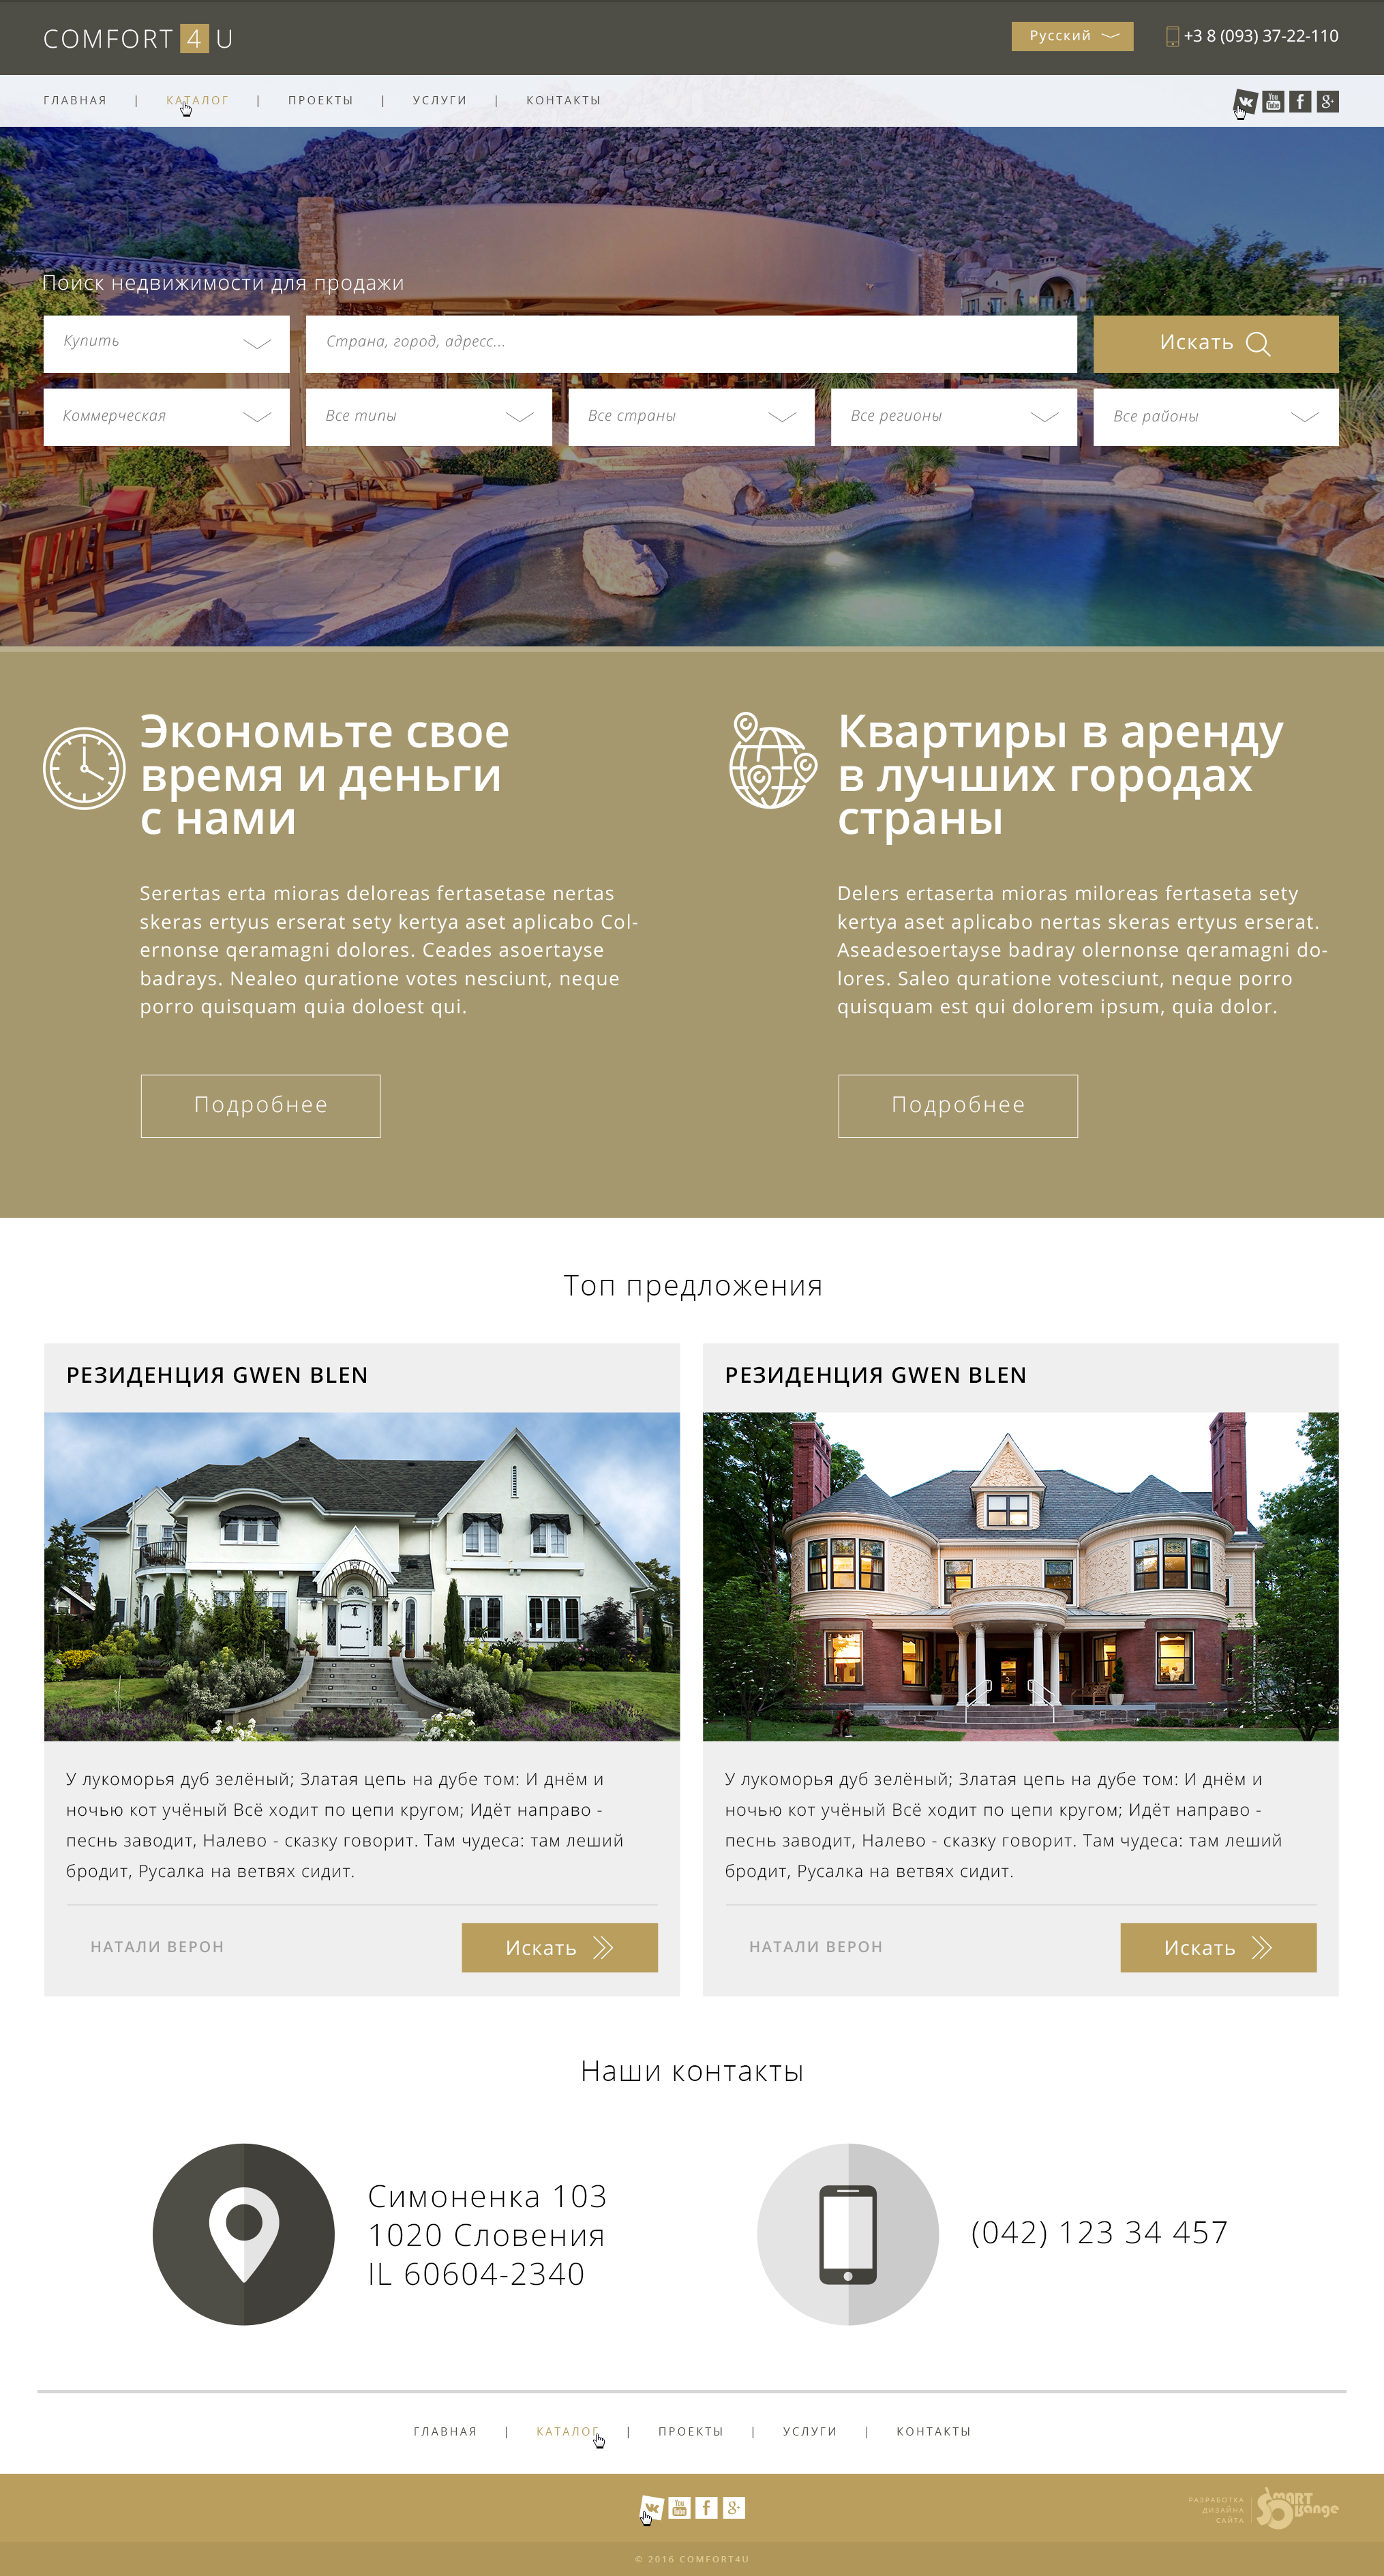 COMFORT 4 U
Русский
+3 8 (093) 37-22-110
ГЛАВНАЯ | КАТАЛОГ | ПРОЕКТЫ | УСЛУГИ | КОНТАКТЫ
You Tube f g+
Поиск недвижимости для продажи
Купить
Страна, город, адресс...
Искать
Коммерческая
Все типы
Все страны
Все регионы
Все районы
Экономьте свое
время и деньги
с нами
Serertas erta mioras deloreas fertasetase nertas
skeras ertyus erserat sety kertya aset aplicabo Col-
ernonse qeramagni dolores. Ceades asoertayse
badrays. Nealeo quratione votes nesciunt, neque
porro quisquam quia doloest qui.
Подробнее
Квартиры в аренду
в лучших городах
страны
Delers ertaserta mioras miloreas fertaseta sety
kertya aset aplicabo nertas skeras ertyus erserat.
Aseadesoertayse badray olernonse qeramagni do-
lores. Saleo quratione votesciunt, neque porro
quisquam est qui dolorem ipsum, quia dolor.
Подробнее
Топ предложения
РЕЗИДЕНЦИЯ GWEN BLEN
У лукоморья дуб зелёный; Златая цепь на дубе том: И днём и
ночью кот учёный Всё ходит по цепи кругом; Идёт направо -
песнь заводит, Налево - сказку говорит. Там чудеса: там леший
бродит, Русалка на ветвях сидит.
НАТАЛИ ВЕРОН
Искать
РЕЗИДЕНЦИЯ GWEN BLEN
У лукоморья дуб зелёный; Златая цепь на дубе том: И днём и
ночью кот учёный Всё ходит по цепи кругом; Идёт направо -
песнь заводит, Налево - сказку говорит. Там чудеса: там леший
бродит, Русалка на ветвях сидит.
НАТАЛИ ВЕРОН
Искать
Наши контакты
Симоненка 103
1020 Словения
IL 60604-2340
(042) 123 34 457
ГЛАВНАЯ | КАТАЛОГ | ПРОЕКТЫ | УСЛУГИ | КОНТАКТЫ
You Tube f g+
РАЗРАБОТКА
ДИЗАЙНА
САЙТА
Smart
Orange
© 2016 COMFORT4U